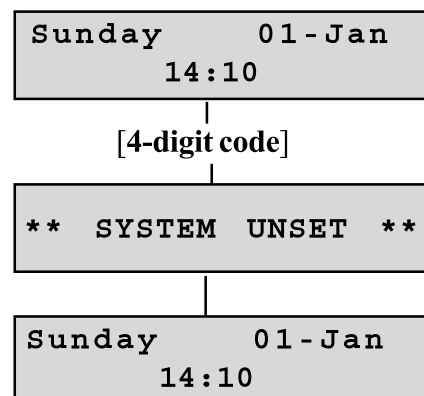 Sunday 01-Jan
14:10
[4-digit code]
** SYSTEM UNSET **
Sunday 01-Jan
14:10